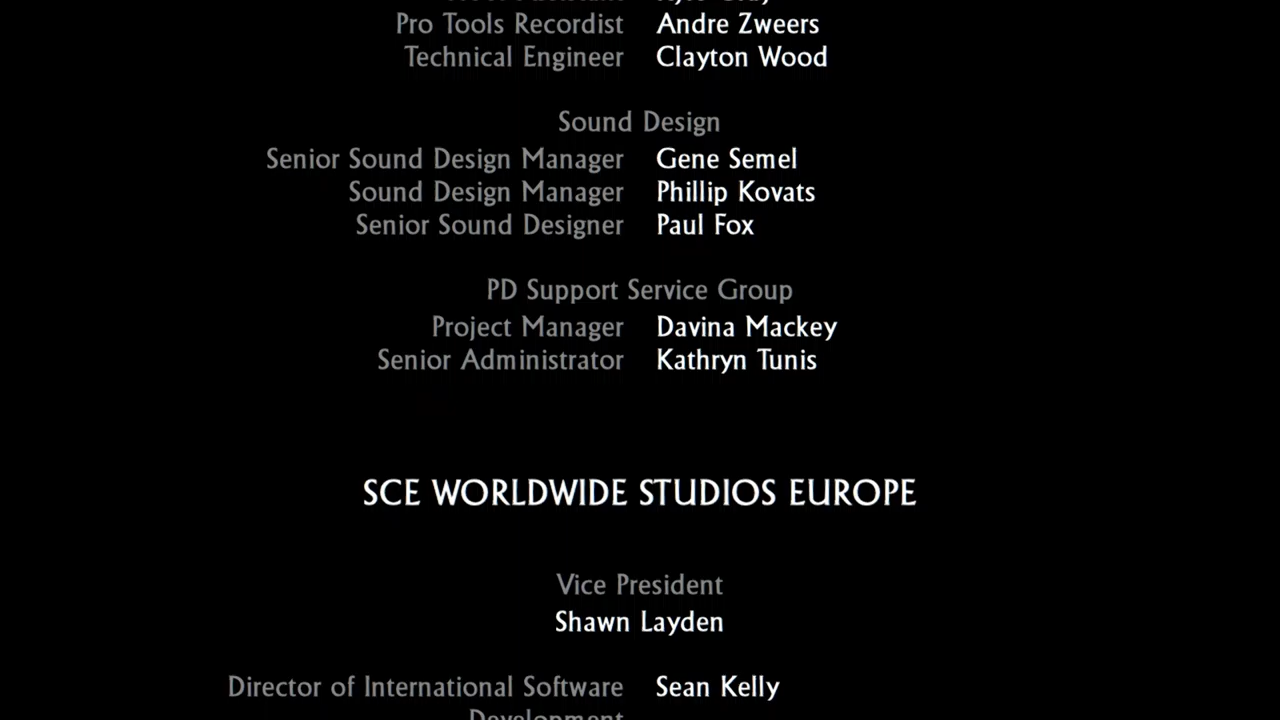 Pro Tools Recordist Andre Zweers
Technical Engineer Clayton Wood
Sound Design
Senior Sound Design Manager Gene Semel
Sound Design Manager Phillip Kovats
Senior Sound Designer Paul Fox
PD Support Service Group
Project Manager Davina Mackey
Senior Administrator Kathryn Tunis
SCE WORLDWIDE STUDIOS EUROPE
Vice President
Shawn Layden
Director of International Software Sean Kelly
Development